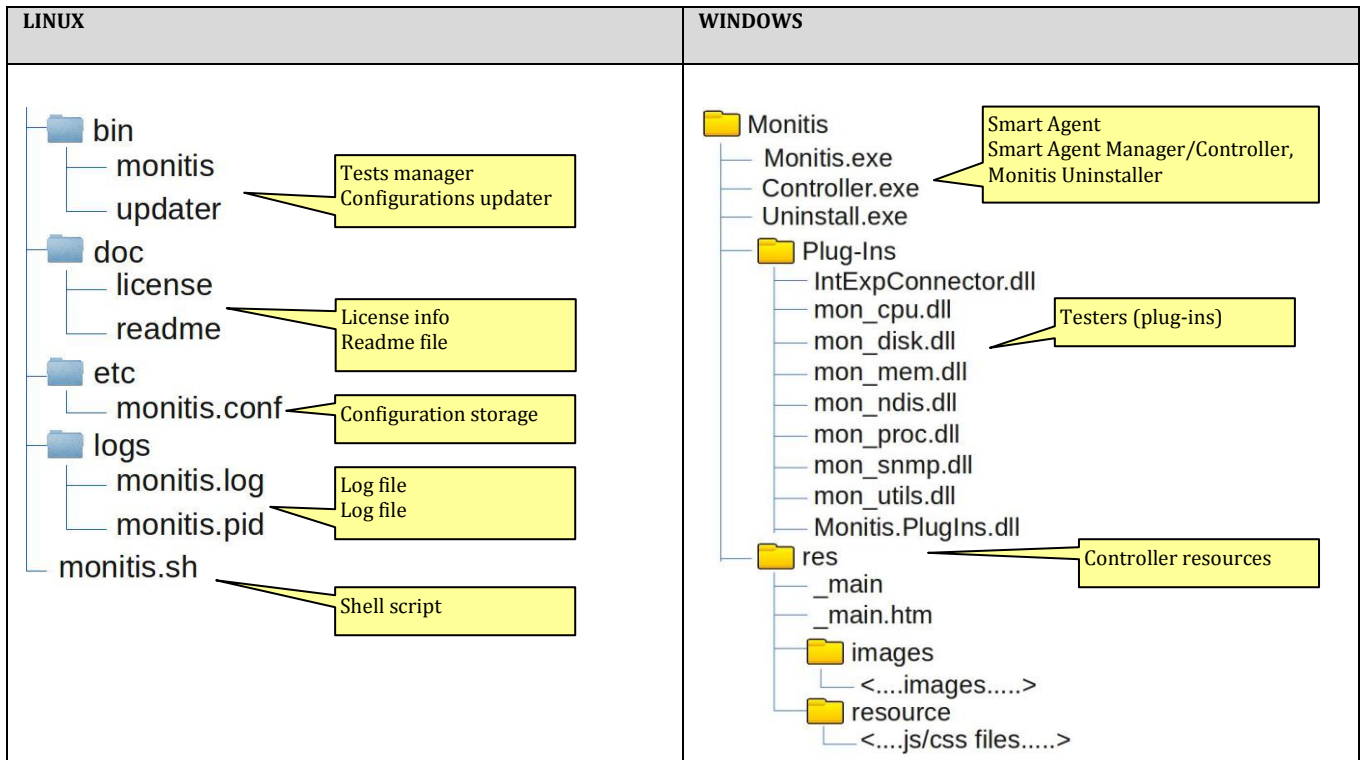 LINUX
bin
monitis
updater
Tests manager
Configurations updater
doc
license
readme
License info
Readme file
etc
monitis.conf
Configuration storage
logs
monitis.log
monitis.pid
Log file
Log file
monitis.sh
Shell script
WINDOWS
Monitis
Monitis.exe
Controller.exe
Uninstall.exe
Smart Agent
Smart Agent Manager/Controller,
Monitis Uninstaller
Plug-Ins
IntExpConnector.dll
mon_cpu.dll
mon_disk.dll
mon_mem.dll
mon_ndis.dll
mon_proc.dll
mon_snmp.dll
mon_utils.dll
Monitis.PlugIns.dll
Testers (plug-ins)
res
Controller resources
_main
_main.htm
images
<....images.....>
resource
<....js/css files.....>